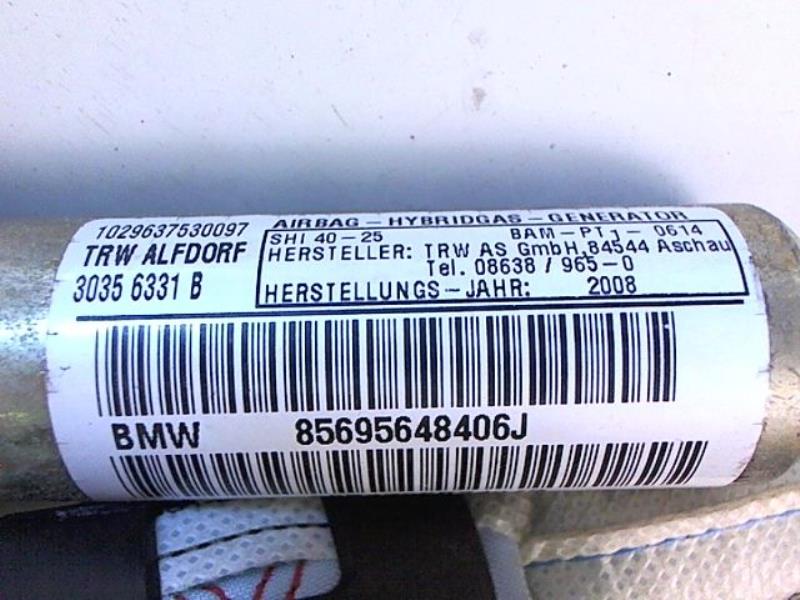 1029637530097
TRW ALFDORF
3035 6331 B
AIRBAG-HYBRIDGAS-GENERATOR
SHI 40-25 BAM-PT1-0614
HERSTELLER: TRW AS GmbH, 84544 Aschau
Tel. 08638 / 965-0
HERSTELLUNGS-JAHR: 2008
BMW 85695648406J